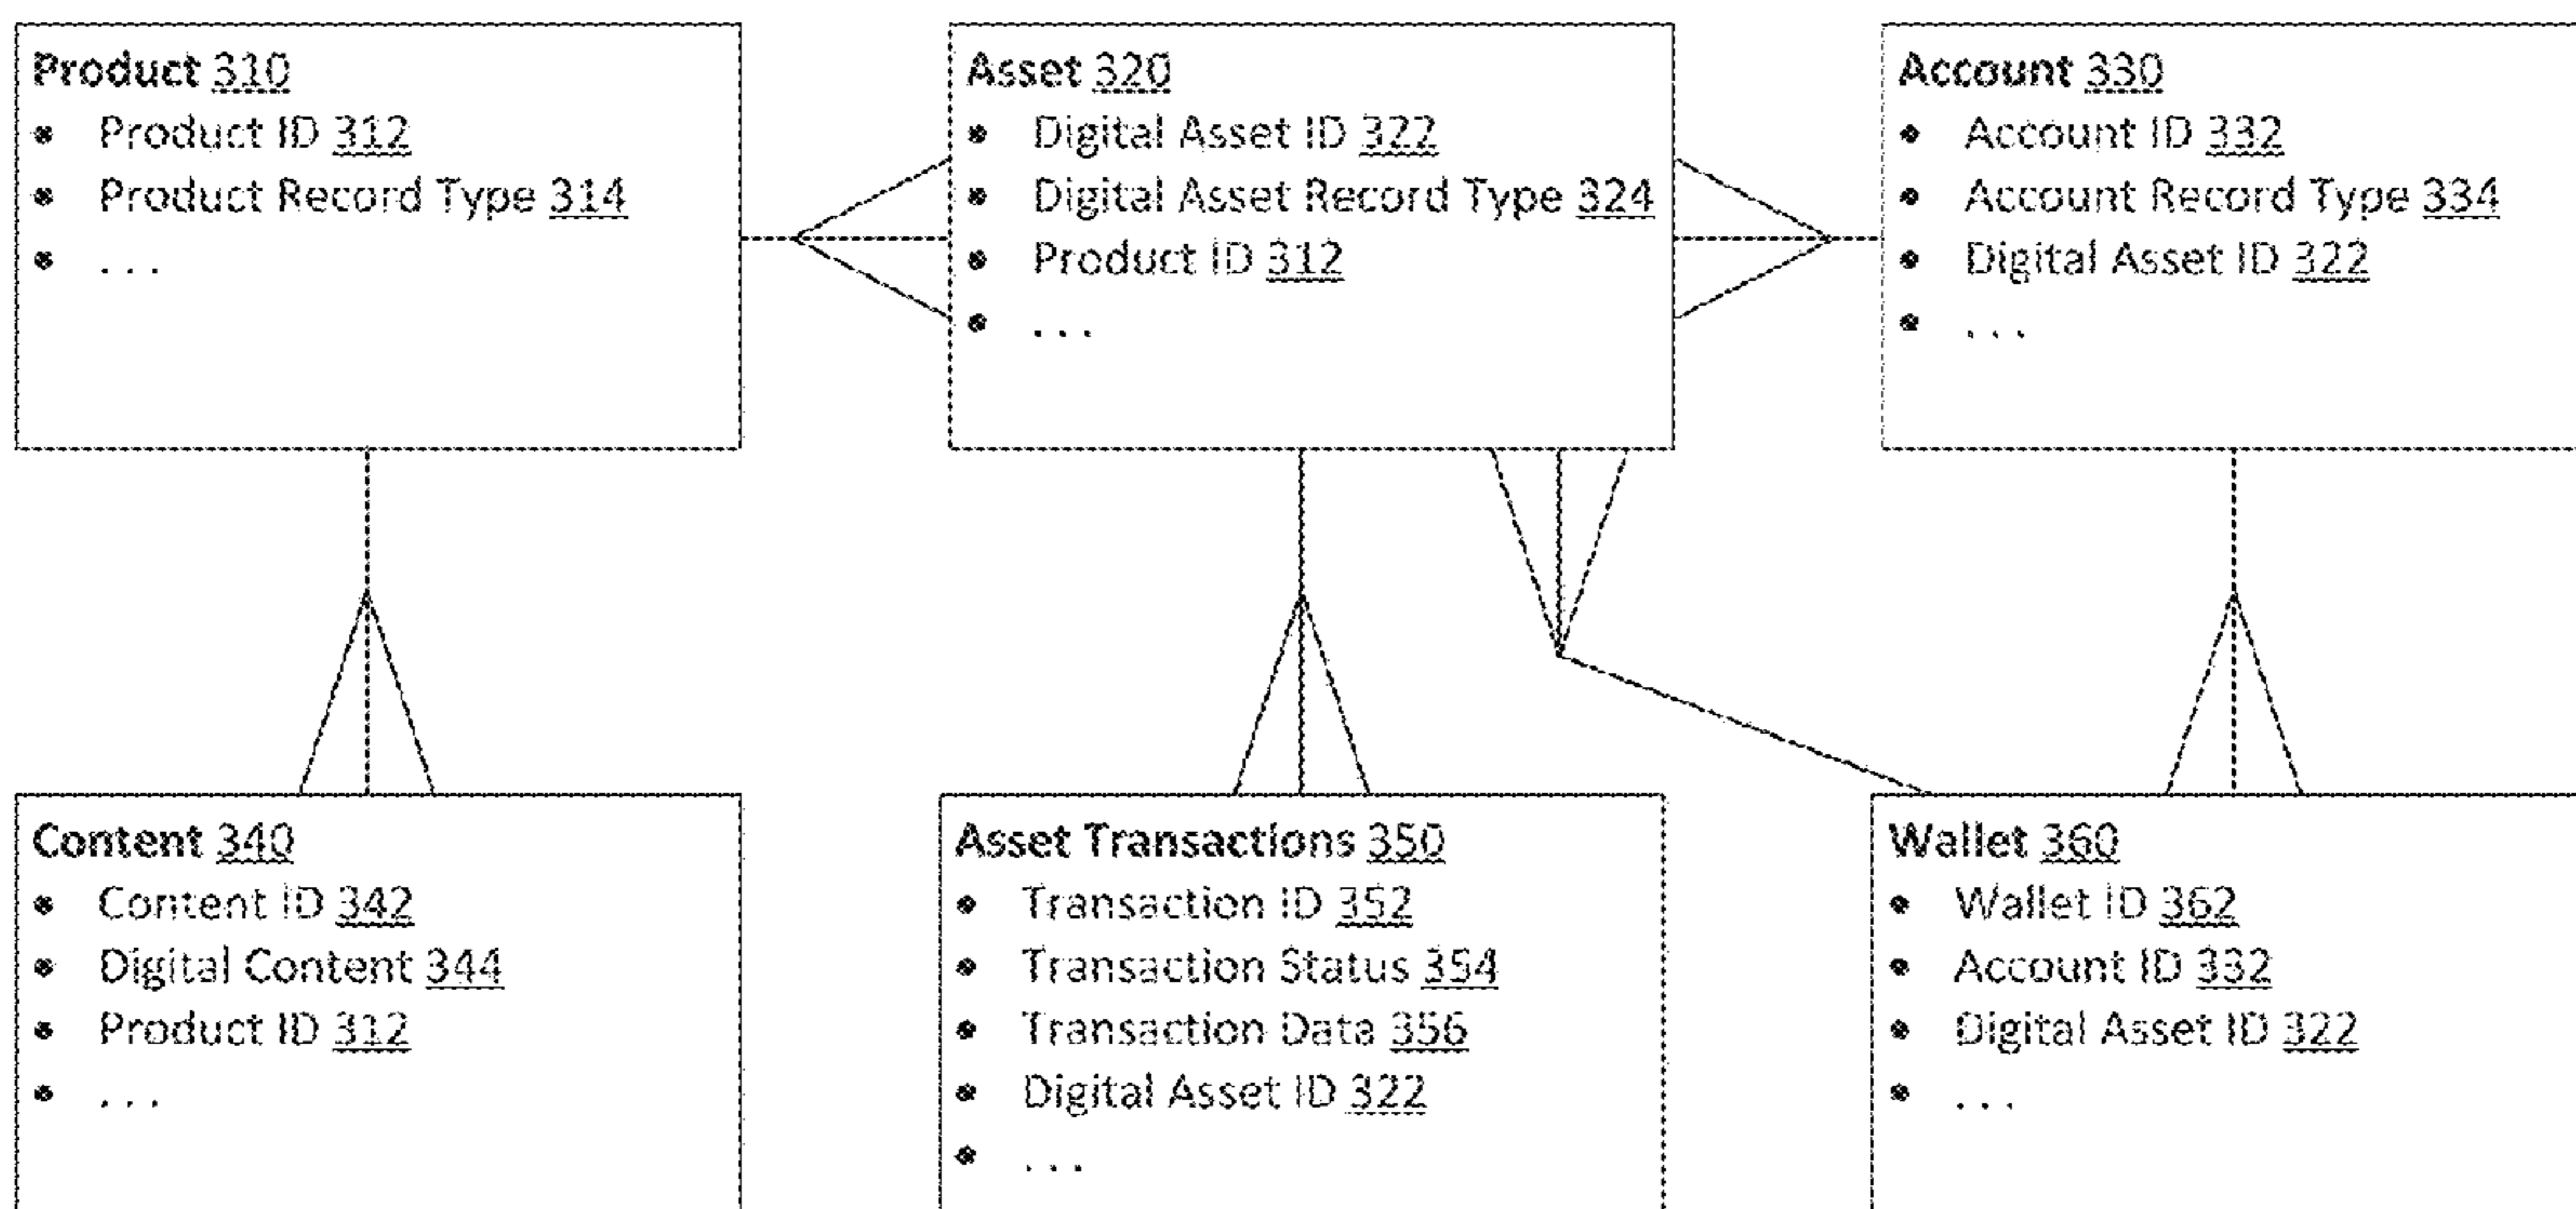 Product 310
• Product ID 312
• Product Record Type 314
• . . .
Asset 320
• Digital Asset ID 322
• Digital Asset Record Type 324
• Product ID 312
• . . .
Account 330
• Account ID 332
• Account Record Type 334
• Digital Asset ID 322
• . . .
Content 340
• Content ID 342
• Digital Content 344
• Product ID 312
• . . .
Asset Transactions 350
• Transaction ID 352
• Transaction Status 354
• Transaction Data 356
• Digital Asset ID 322
• . . .
Wallet 360
• Wallet ID 362
• Account ID 332
• Digital Asset ID 322
• . . .